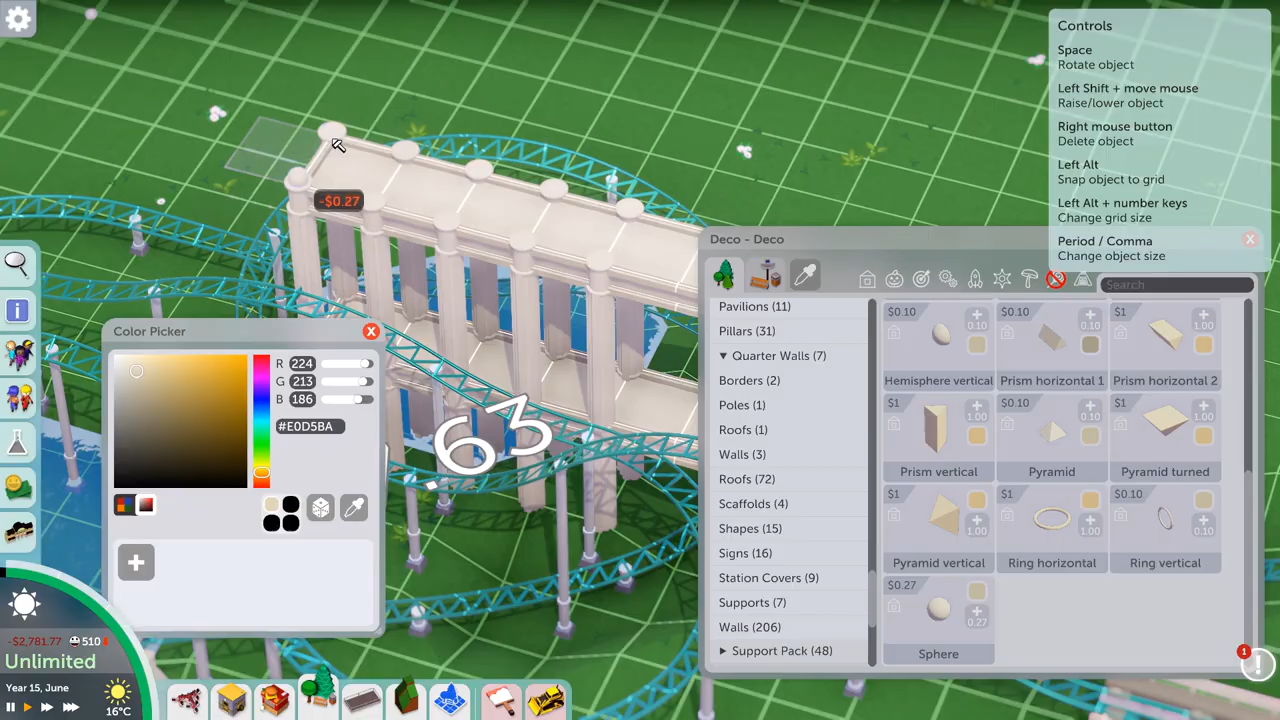 Controls
Space
Rotate object
Left Shift + move mouse
Raise/lower object
Right mouse button
Delete object
Left Alt
Snap object to grid
Left Alt + number keys
Change grid size
Period / Comma
Change object size
-$0.27
63
Deco - Deco
Search
Pavilions (11)
Pillars (31)
Quarter Walls (7)
Borders (2)
Poles (1)
Roofs (1)
Walls (3)
Roofs (72)
Scaffolds (4)
Shapes (15)
Signs (16)
Station Covers (9)
Supports (7)
Walls (206)
Support Pack (48)
$0.10
0.10
Hemisphere vertical
$0.10
0.10
Prism horizontal 1
$1
1.00
Prism horizontal 2
$1
1.00
Prism vertical
$0.10
0.10
Pyramid
$1
1.00
Pyramid turned
$1
1.00
Pyramid vertical
$1
1.00
Ring horizontal
$0.10
0.10
Ring vertical
$0.27
0.27
Sphere
Color Picker
R 224
G 213
B 186
#E0D5BA
-$2,781.77
510
Unlimited
Year 15, June
16°C
1